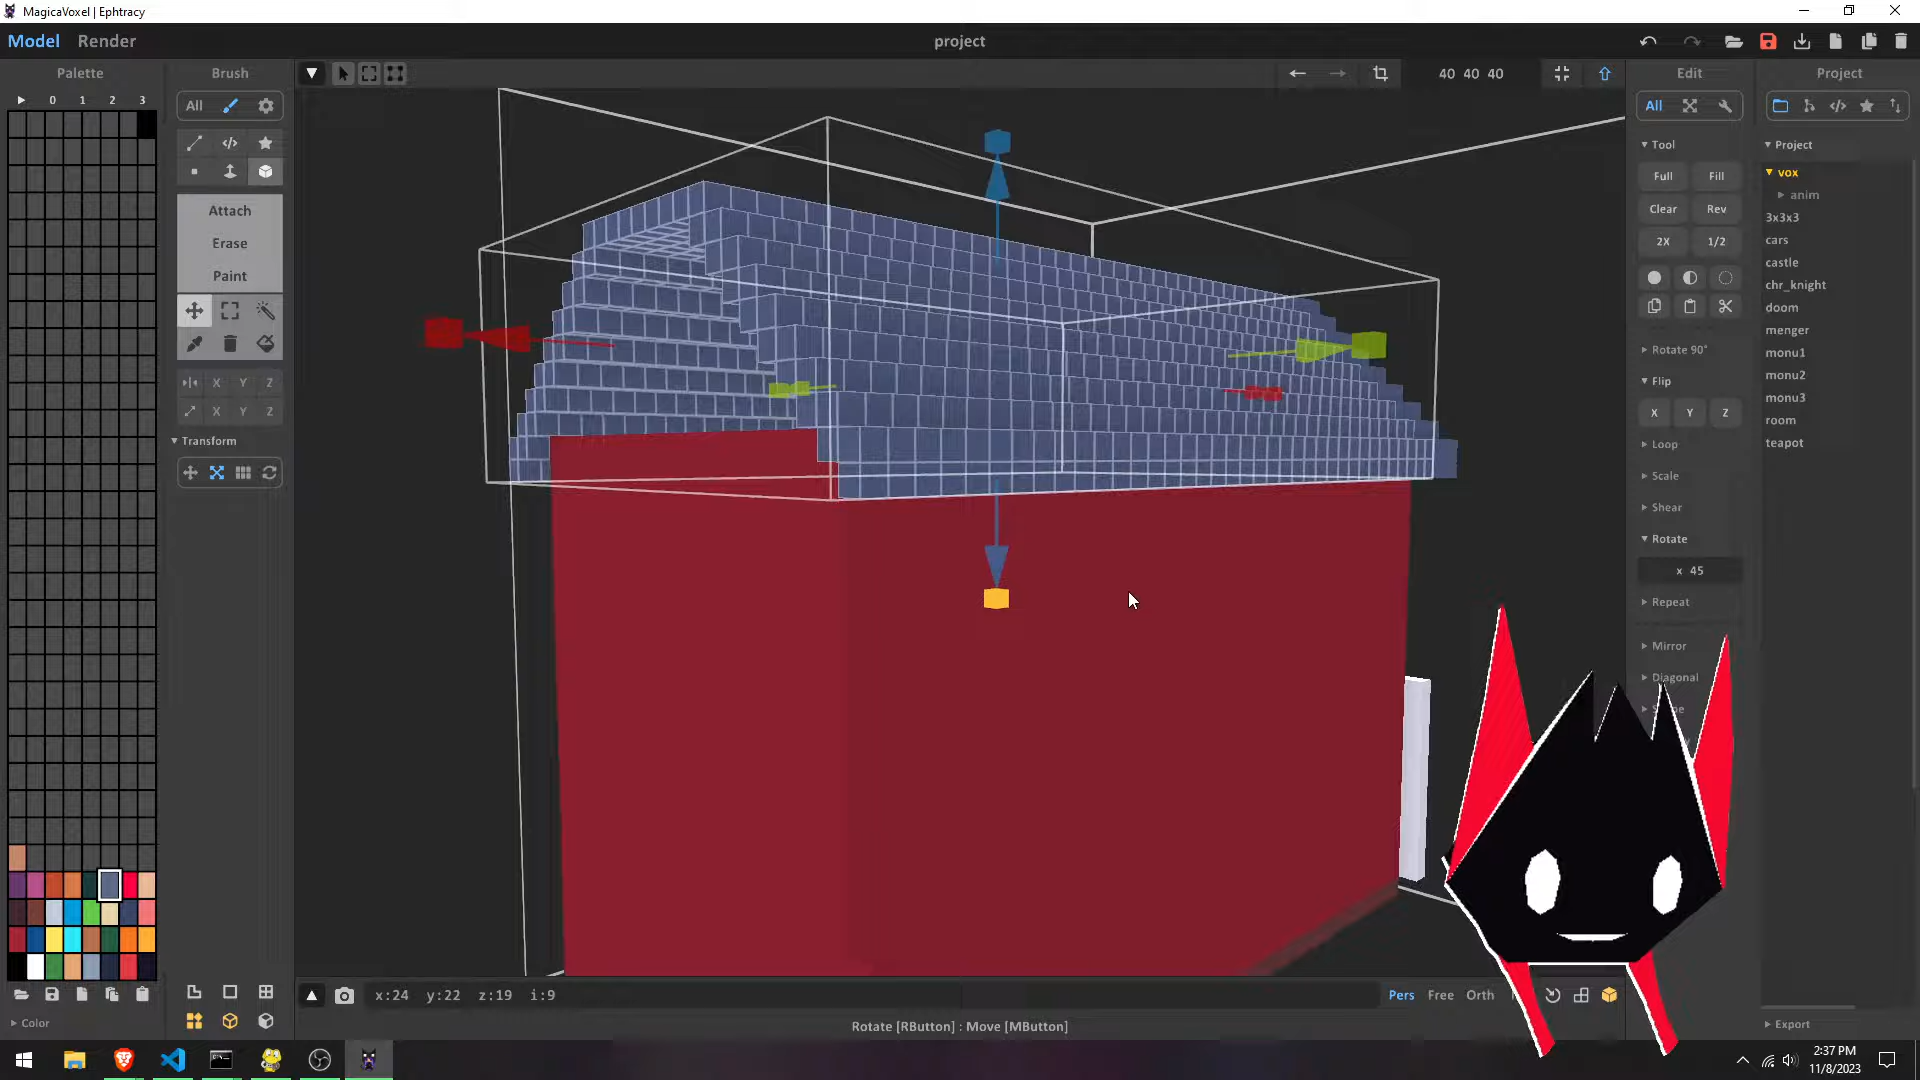 MagicaVoxel | Ephtracy
Model Render
project
Palette
Brush
40 40 40
Edit
Project
0 1 2 3
All
All
Tool
Project
Full Fill
vox
anim
Clear Rev
3x3x3
Attach
cars
2X 1/2
Erase
castle
Paint
chr_knight
doom
menger
Rotate 90°
monu1
Flip
monu2
X Y Z
monu3
X Y Z
X Y Z
room
Transform
Loop
teapot
Scale
Shear
Rotate
x 45
Repeat
Mirror
Diagonal
x:24 y:22 z:19 i:9
Pers Free Orth
Color
Rotate [RButton] : Move [MButton]
Export
2:37 PM
11/8/2023